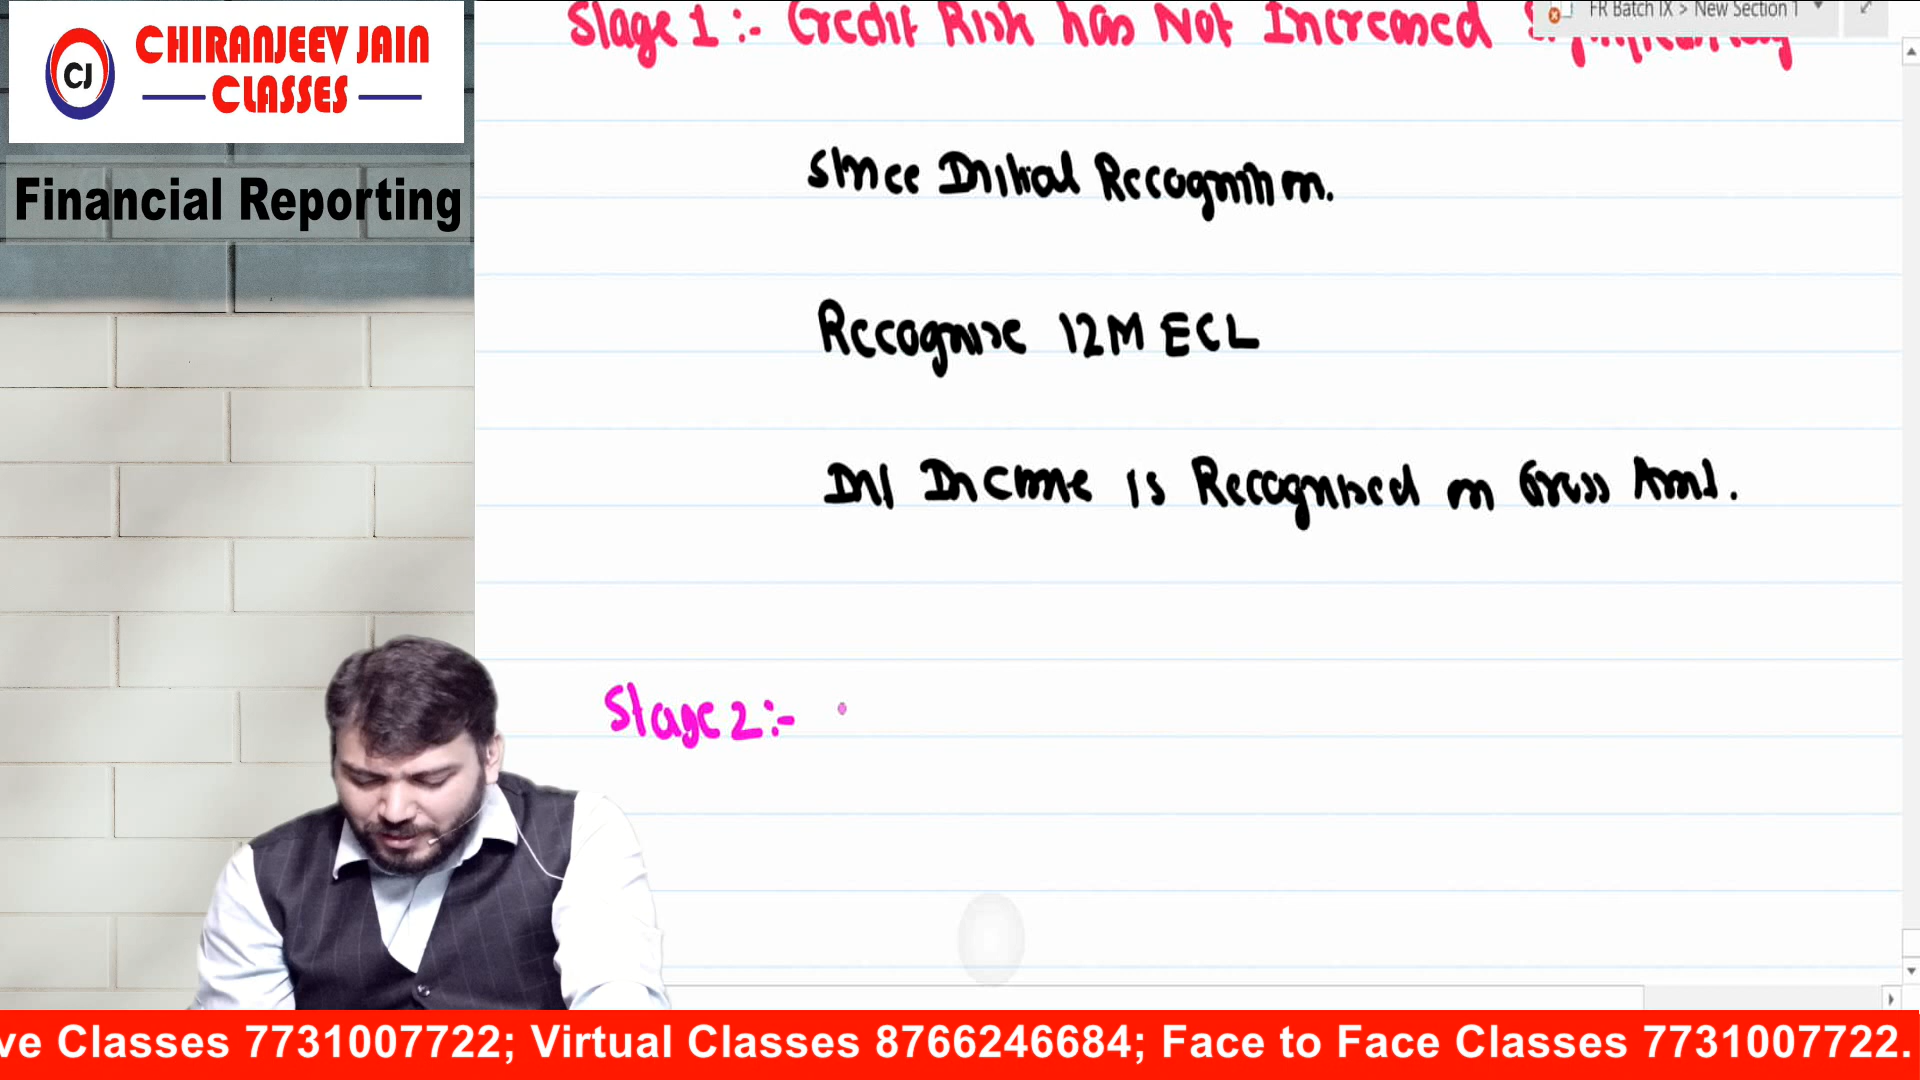 CHIRANJEEV JAIN
CLASSES
CJ
Financial Reporting
FR Batch IX > New Section 1
Stage 1 :- Credit Risk has Not Increased Significantly
Since Initial Recognition.
Recognise 12M ECL
Int Income is Recognised on Gross Amt.
Stage 2 :-
ve Classes 7731007722; Virtual Classes 8766246684; Face to Face Classes 7731007722.